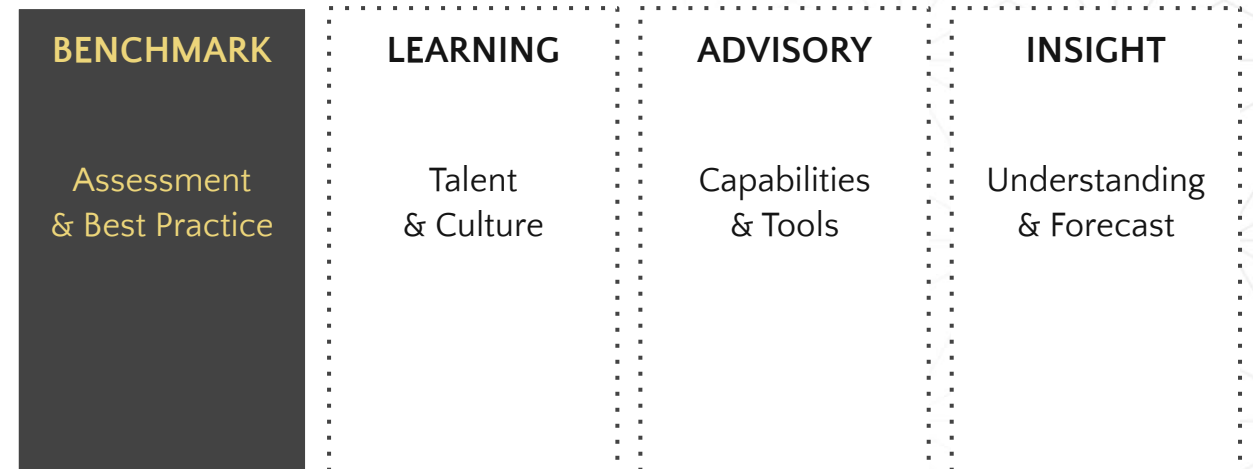 BENCHMARK
Assessment
& Best Practice
LEARNING
Talent
& Culture
ADVISORY
Capabilities
& Tools
INSIGHT
Understanding
& Forecast